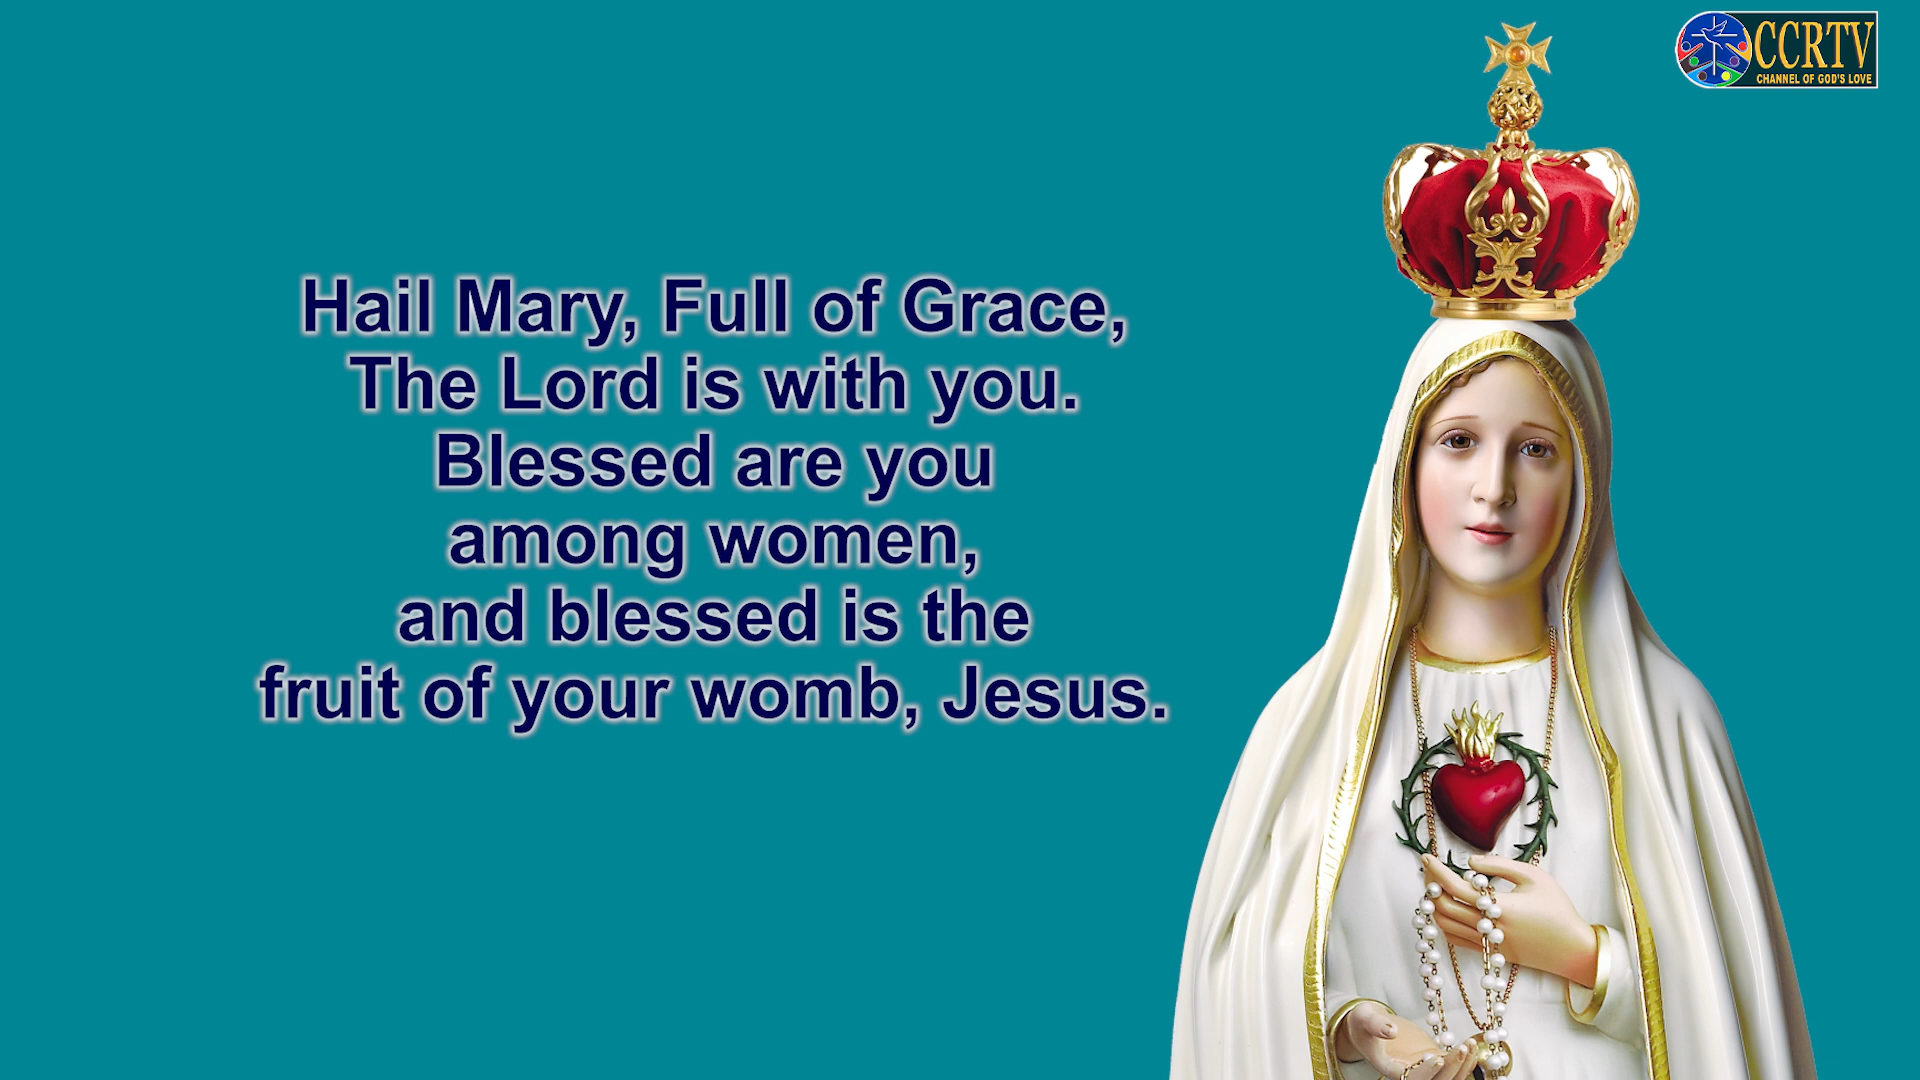 CCRTV
CHANNEL OF GOD'S LOVE
Hail Mary, Full of Grace,
The Lord is with you.
Blessed are you
among women,
and blessed is the
fruit of your womb, Jesus.